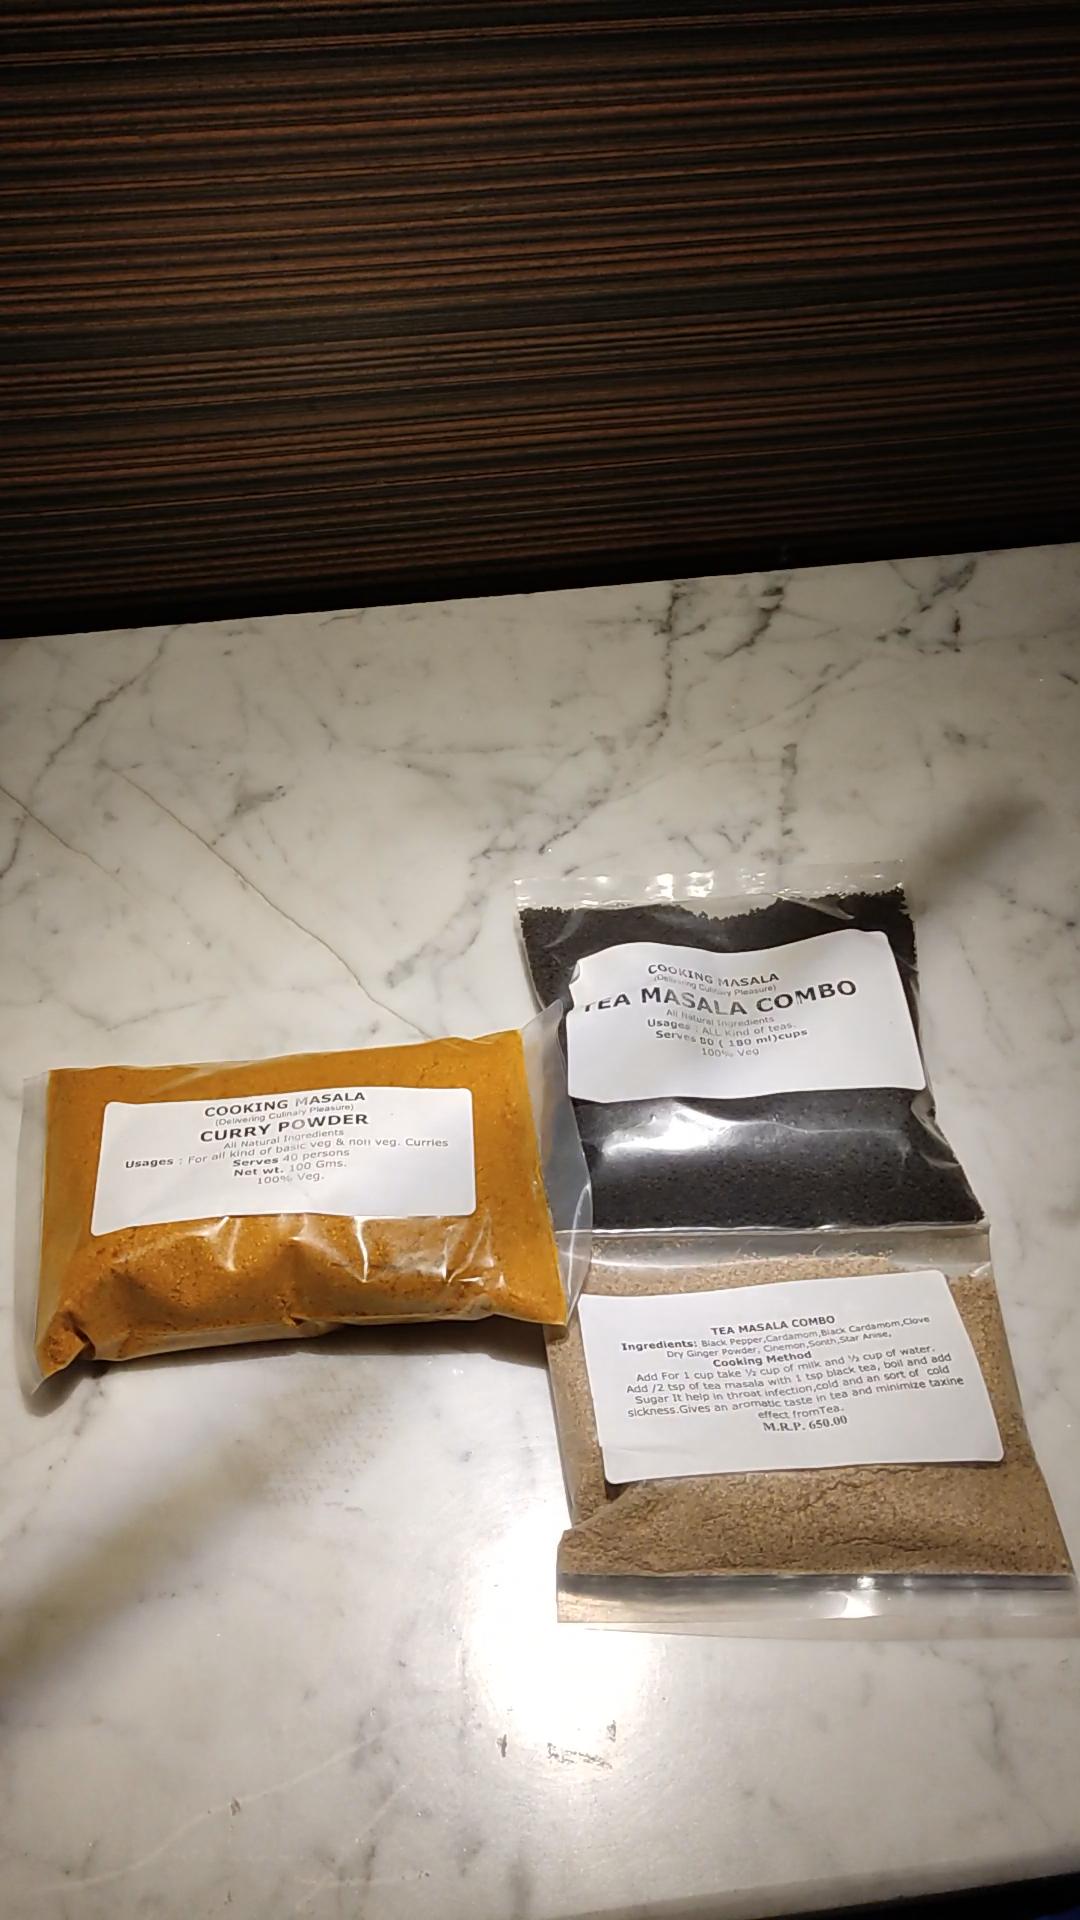 COOKING MASALA
(Delivering Culinary Pleasure)
CURRY POWDER
All Natural Ingredients
Usages : For all kind of basic veg & non veg. Curries
Serves 40 persons
Net wt. 100 Gms.
100% Veg.
COOKING MASALA
(Delivering Culinary Pleasure)
TEA MASALA COMBO
All Natural Ingredients
Usages : ALL Kind of teas.
Serves 80 ( 180 ml)cups
100% Veg
TEA MASALA COMBO
Ingredients: Black Pepper,Cardamom,Black Cardamom,Clove
Dry Ginger Powder, Cinemon,Sonth,Star Anise,
Cooking Method
Add For 1 cup take ½ cup of milk and ½ cup of water.
Add /2 tsp of tea masala with 1 tsp black tea, boil and add
Sugar It help in throat infection,cold and an sort of cold
sickness.Gives an aromatic taste in tea and minimize taxine
effect fromTea.
M.R.P. 650.00